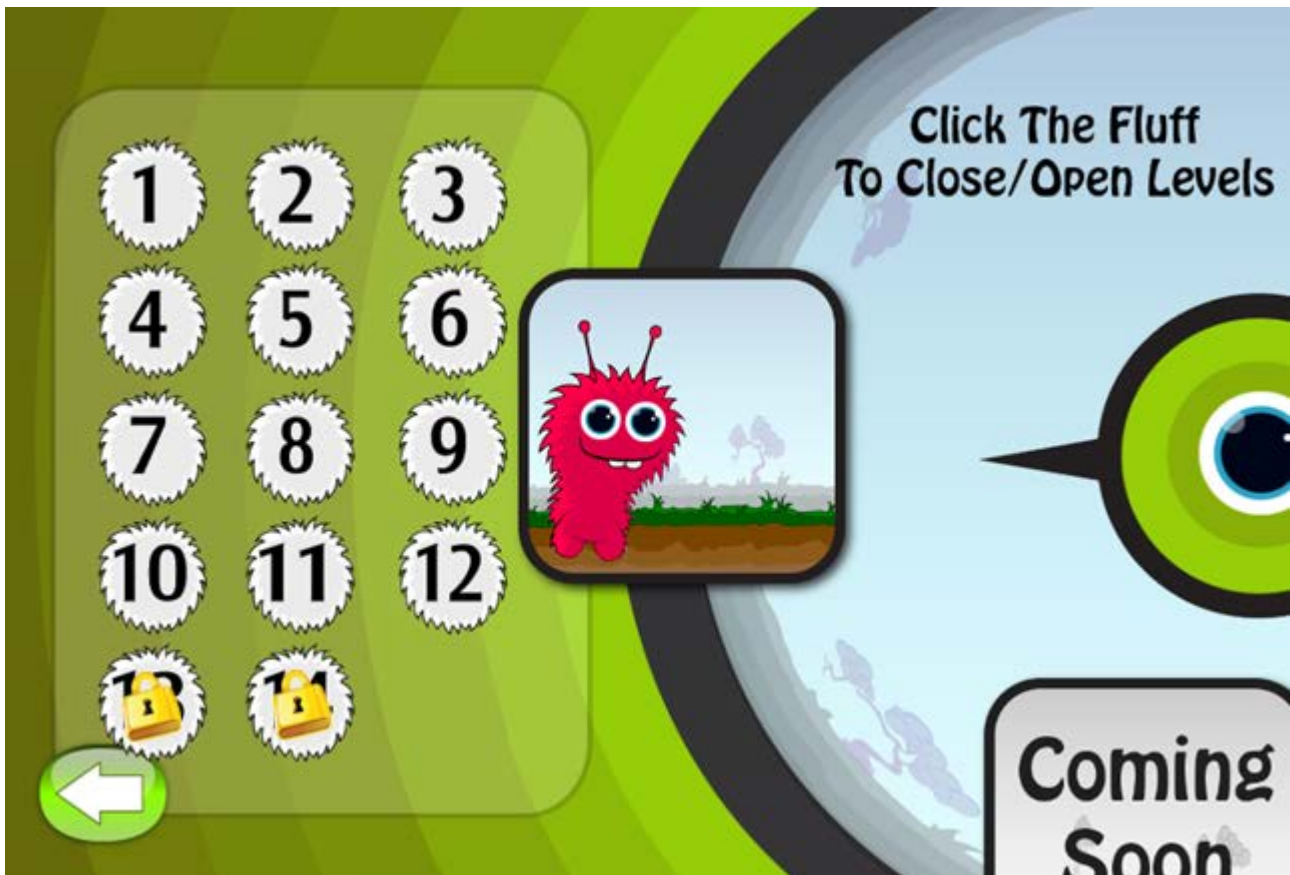 1 2 3
4 5 6
7 8 9
10 11 12
Click The Fluff
To Close/Open Levels
Coming
Soon